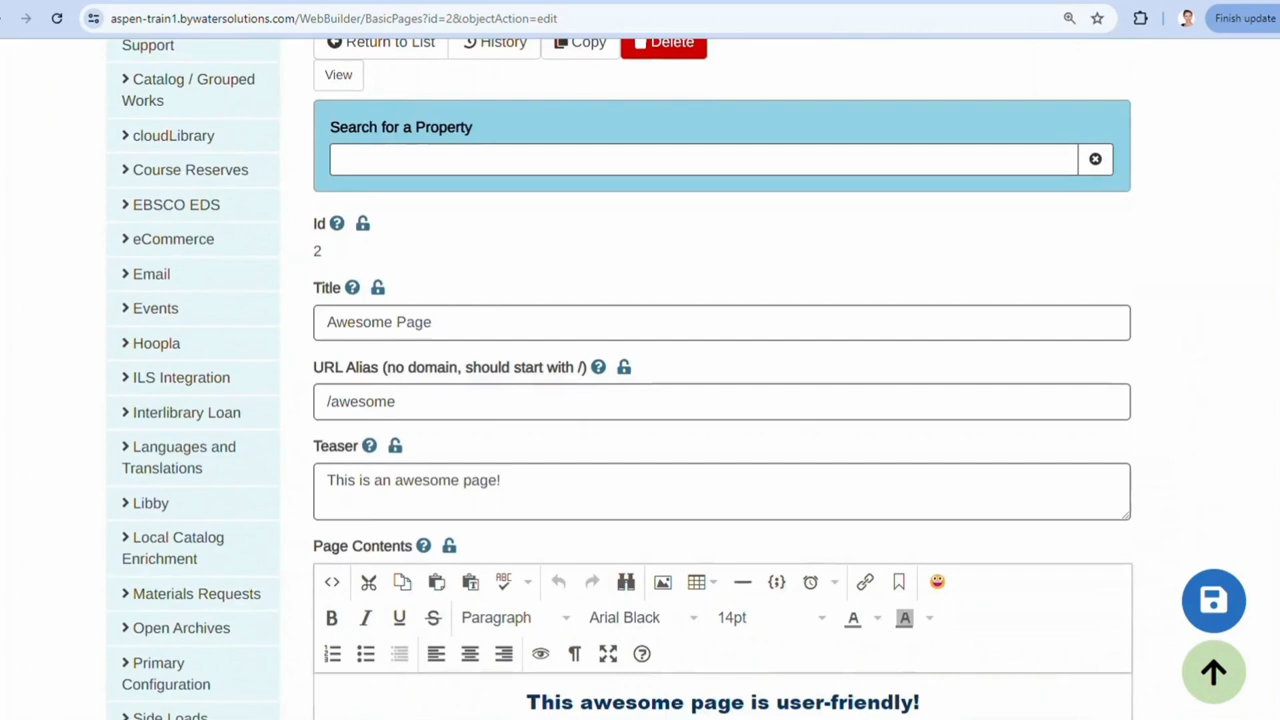 aspen-train1.bywatersolutions.com/WebBuilder/BasicPages?id=2&objectAction=edit
Finish update
Support
Catalog / Grouped
Works
cloudLibrary
Course Reserves
EBSCO EDS
eCommerce
Email
Events
Hoopla
ILS Integration
Interlibrary Loan
Languages and
Translations
Libby
Local Catalog
Enrichment
Materials Requests
Open Archives
Primary
Configuration
Side Loads
Return to List
History
Copy
Delete
View
Search for a Property
Id
2
Title
Awesome Page
URL Alias (no domain, should start with /)
/awesome
Teaser
This is an awesome page!
Page Contents
ABC
B I U S Paragraph Arial Black 14pt A A
This awesome page is user-friendly!